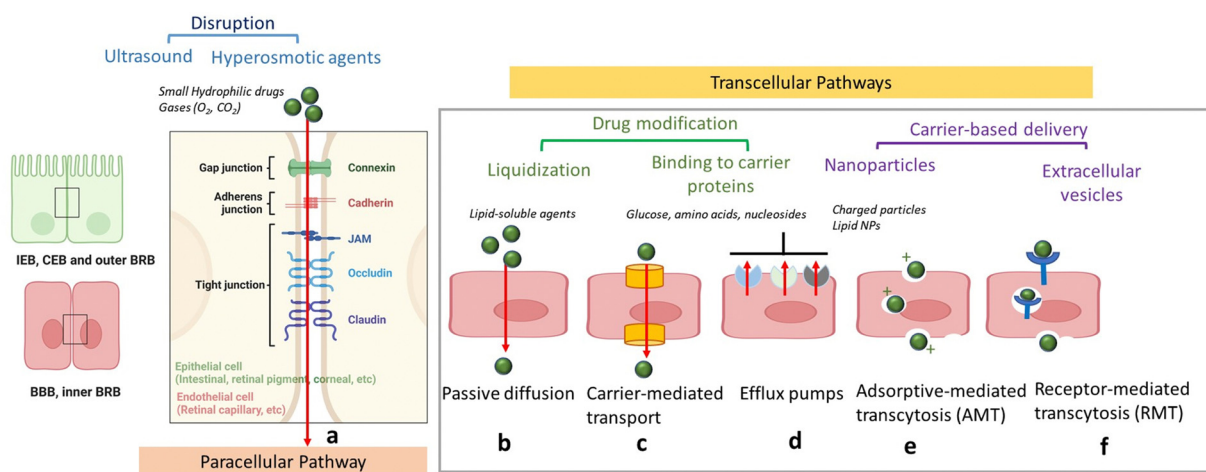 Disruption
Ultrasound
Hyperosmotic agents
Small Hydrophilic drugs
Gases (O₂, CO₂)
Gap junction
Connexin
Adherens
junction
Cadherin
JAM
Tight junction
Occludin
Claudin
Epithelial cell
(Intestinal, retinal pigment, corneal, etc)
Endothelial cell
(Retinal capillary, etc)
a
Paracellular Pathway
IEB, CEB and outer BRB
BBB, inner BRB
Transcellular Pathways
Drug modification
Carrier-based delivery
Liquidization
Binding to carrier
proteins
Nanoparticles
Extracellular
vesicles
Lipid-soluble agents
Glucose, amino acids, nucleosides
Charged particles
Lipid NPs
+
+
+
Passive diffusion
b
Carrier-mediated
transport
c
Efflux pumps
d
Adsorptive-mediated
transcytosis (AMT)
e
Receptor-mediated
transcytosis (RMT)
f